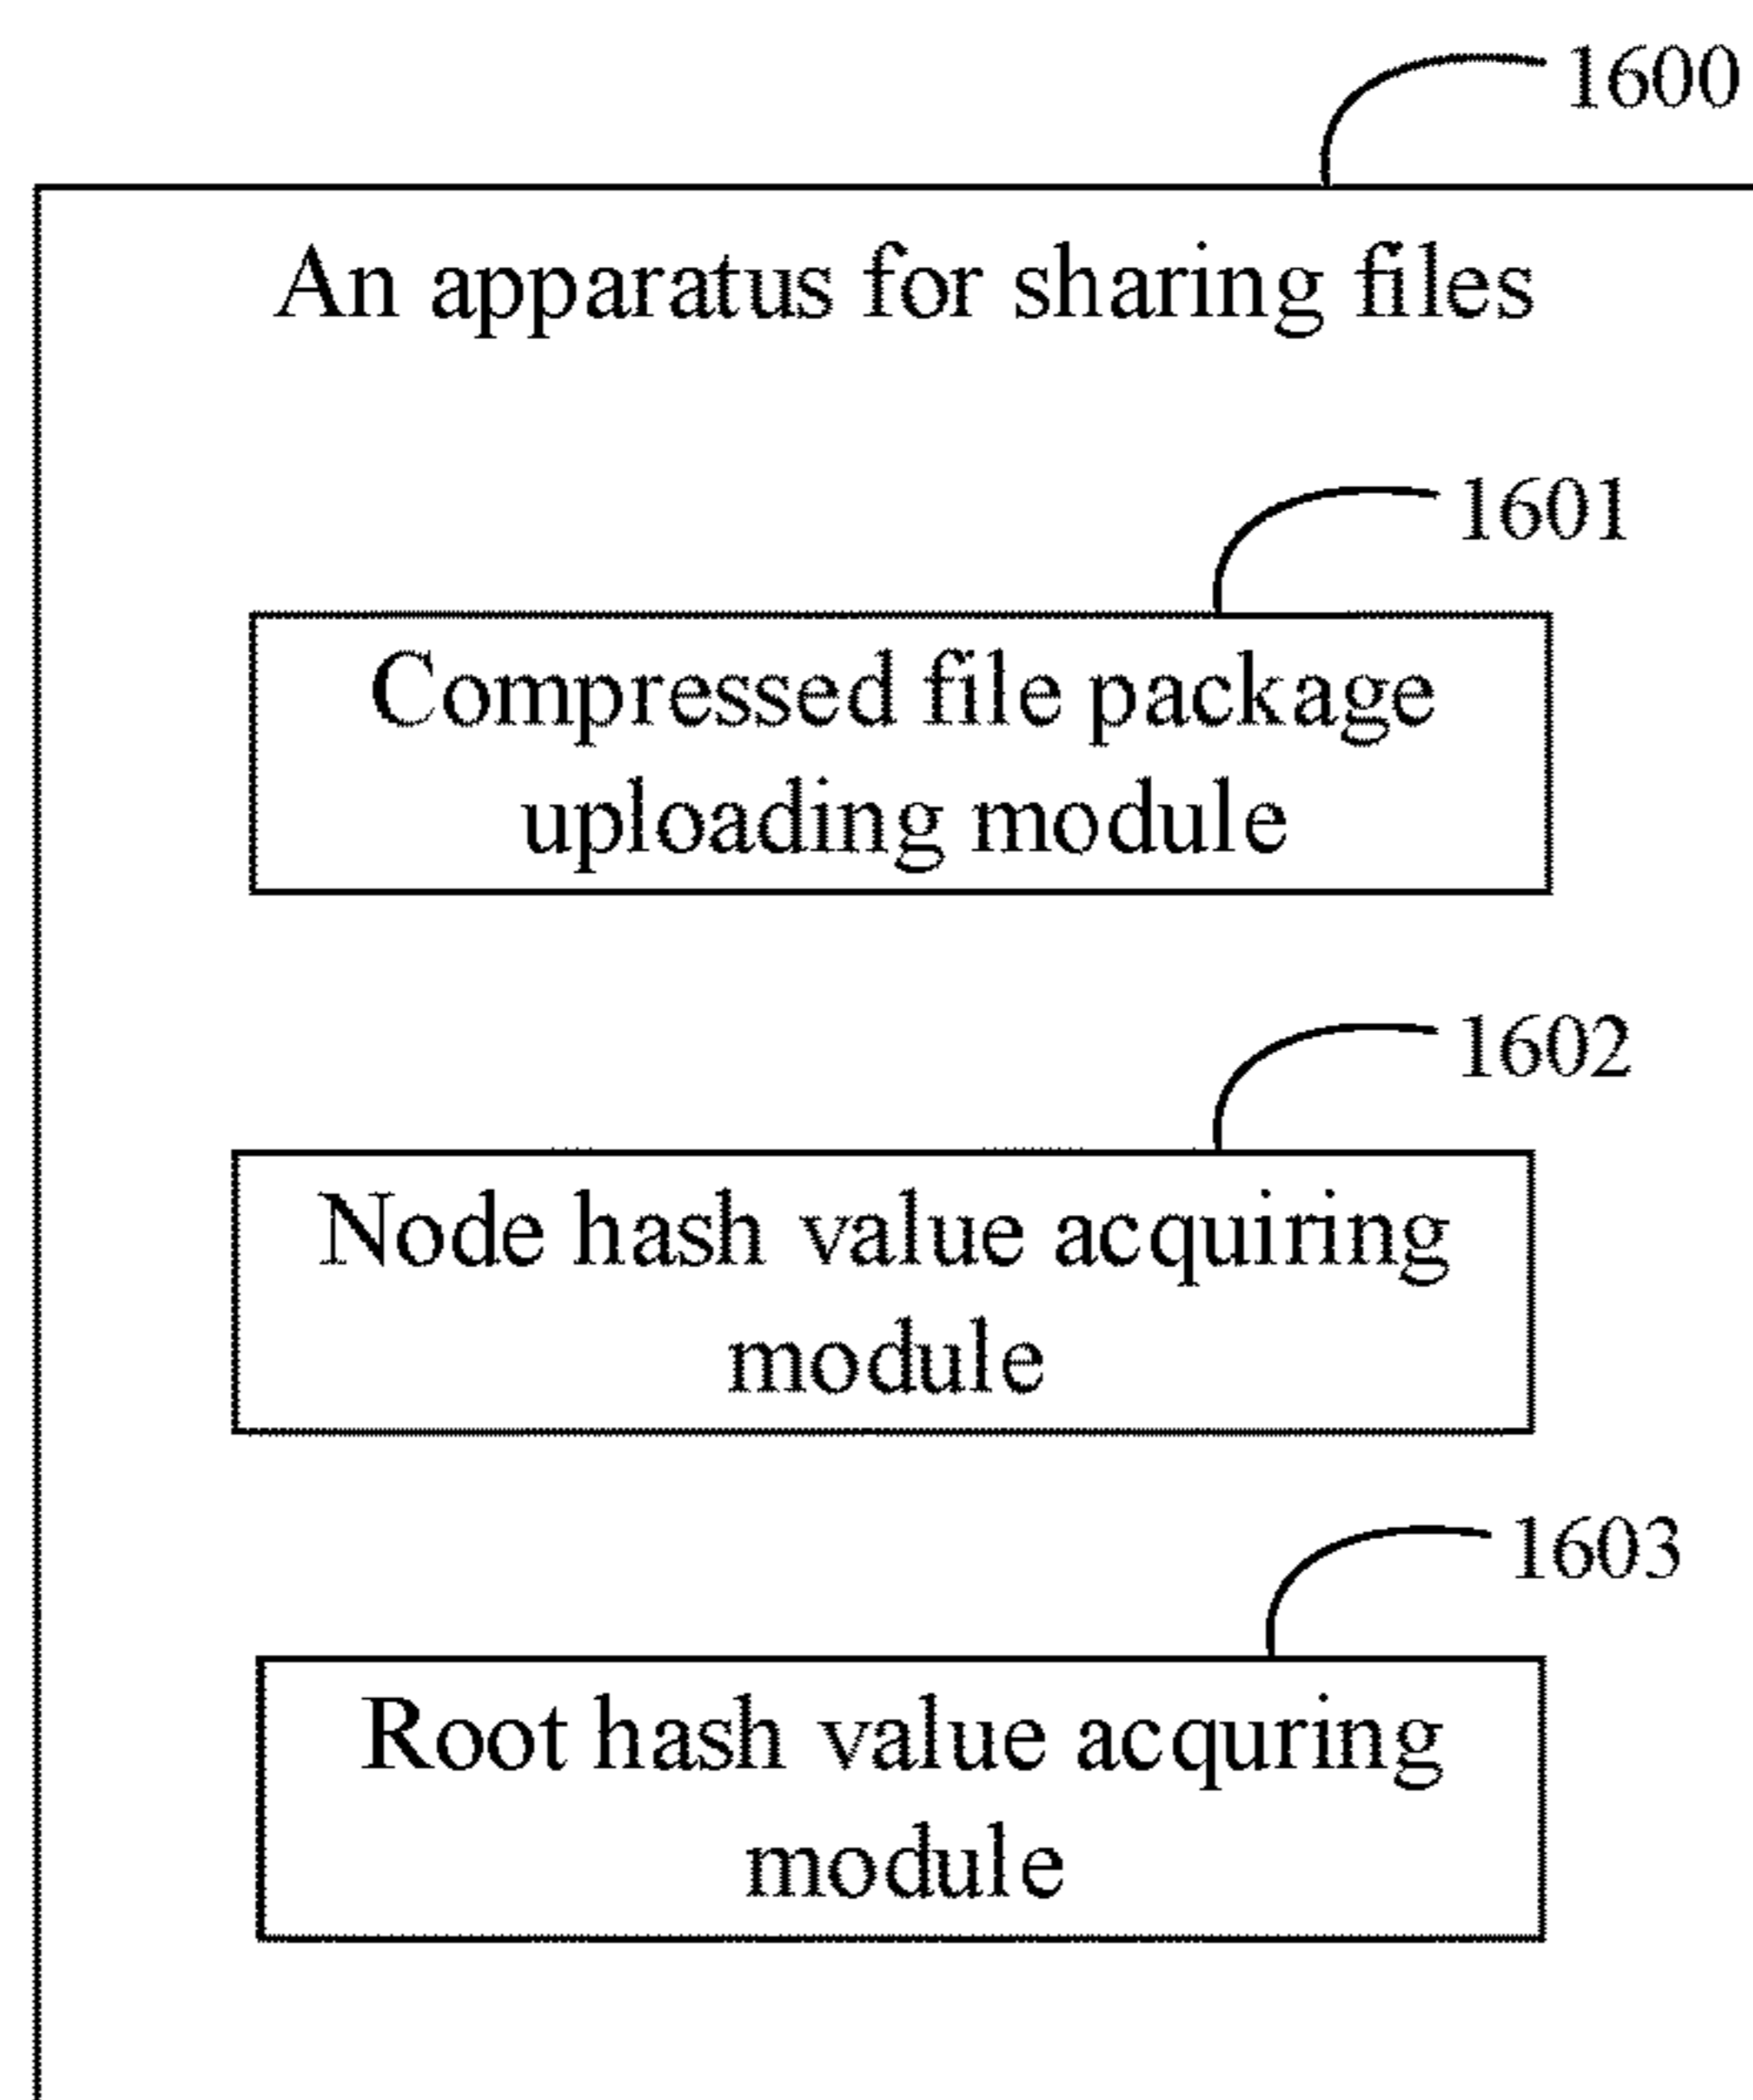 1600
An apparatus for sharing files
1601
Compressed file package
uploading module
1602
Node hash value acquiring
module
1603
Root hash value acquring
module